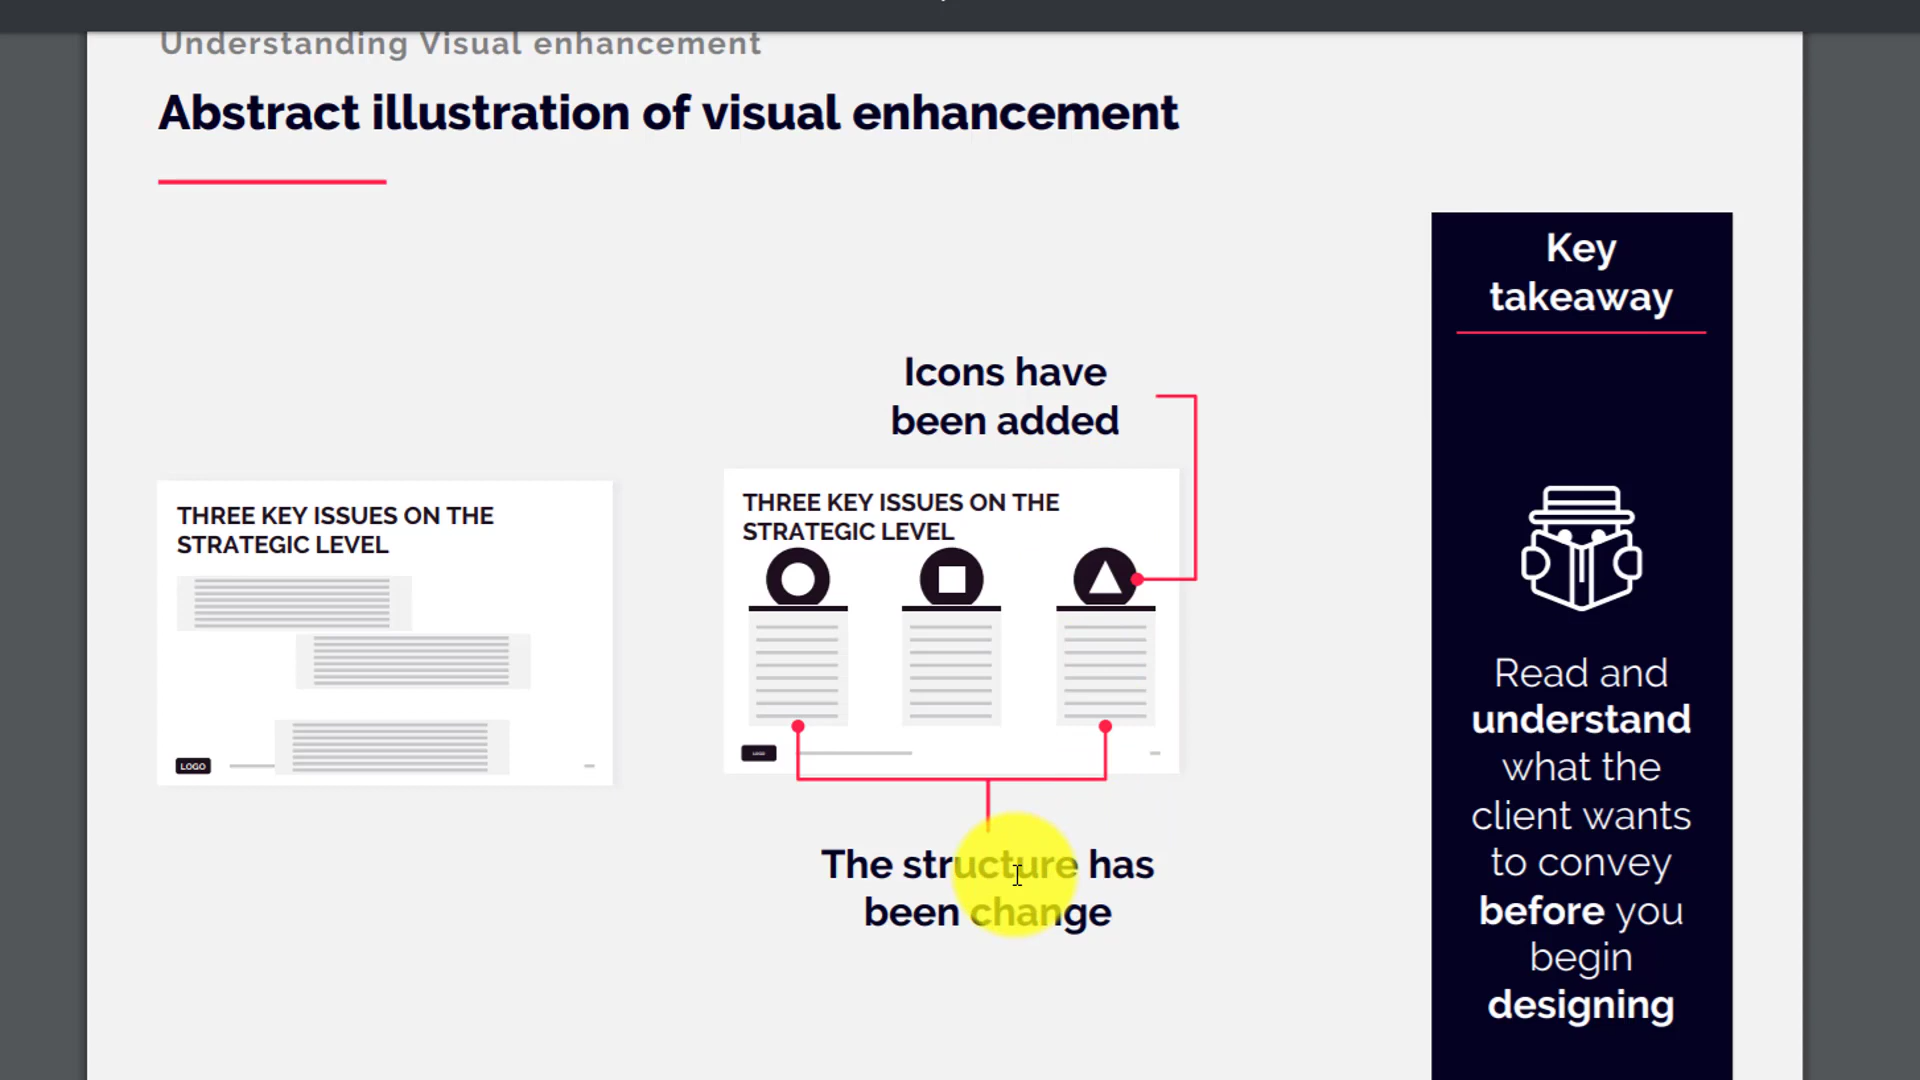 Understanding Visual enhancement
Abstract illustration of visual enhancement
THREE KEY ISSUES ON THE
STRATEGIC LEVEL
LOGO
Icons have
been added
THREE KEY ISSUES ON THE
STRATEGIC LEVEL
LOGO
The structure has
been change
Key
takeaway
Read and
understand
what the
client wants
to convey
before you
begin
designing